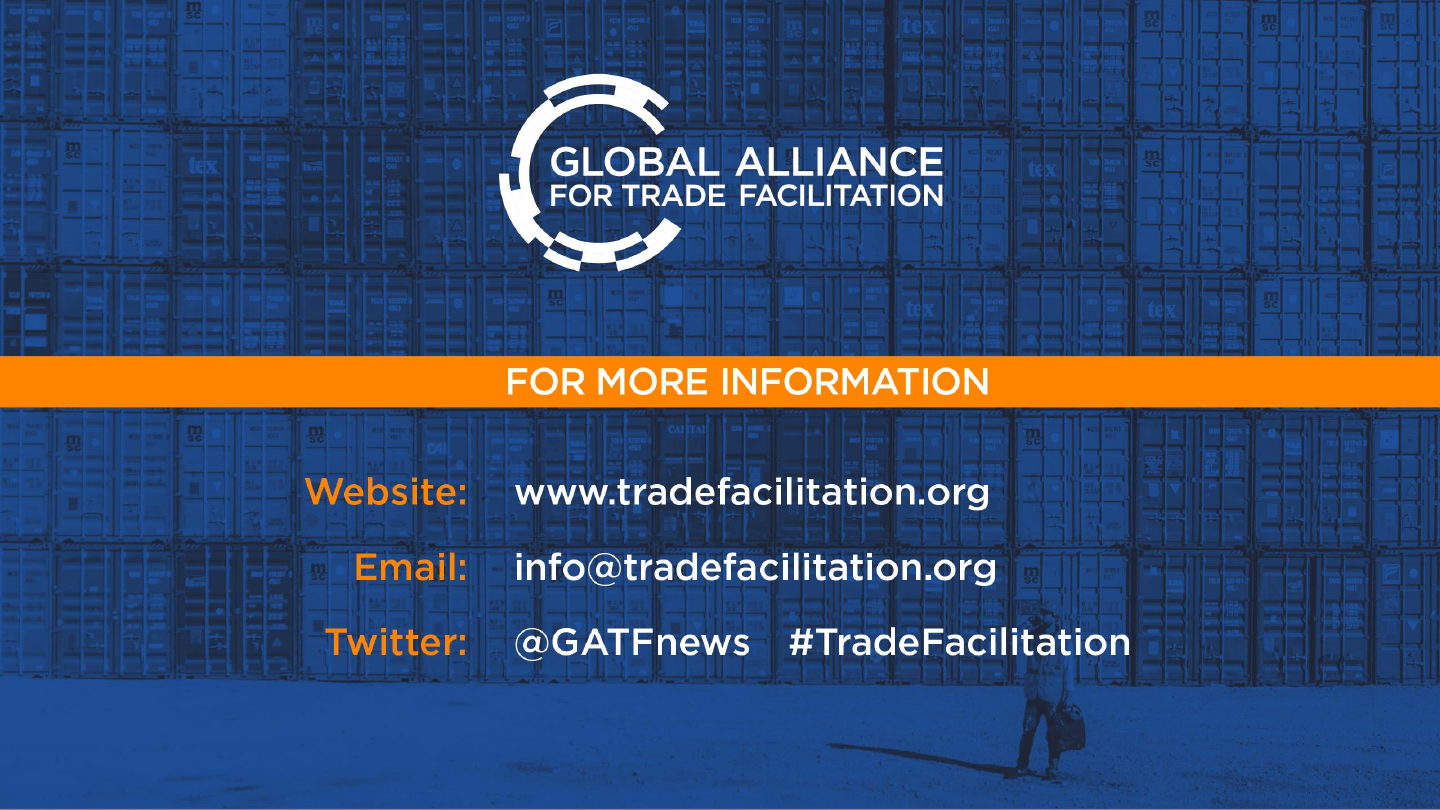 GLOBAL ALLIANCE
FOR TRADE FACILITATION
FOR MORE INFORMATION
Website: www.tradefacilitation.org
Email: info@tradefacilitation.org
Twitter: @GATFnews #TradeFacilitation